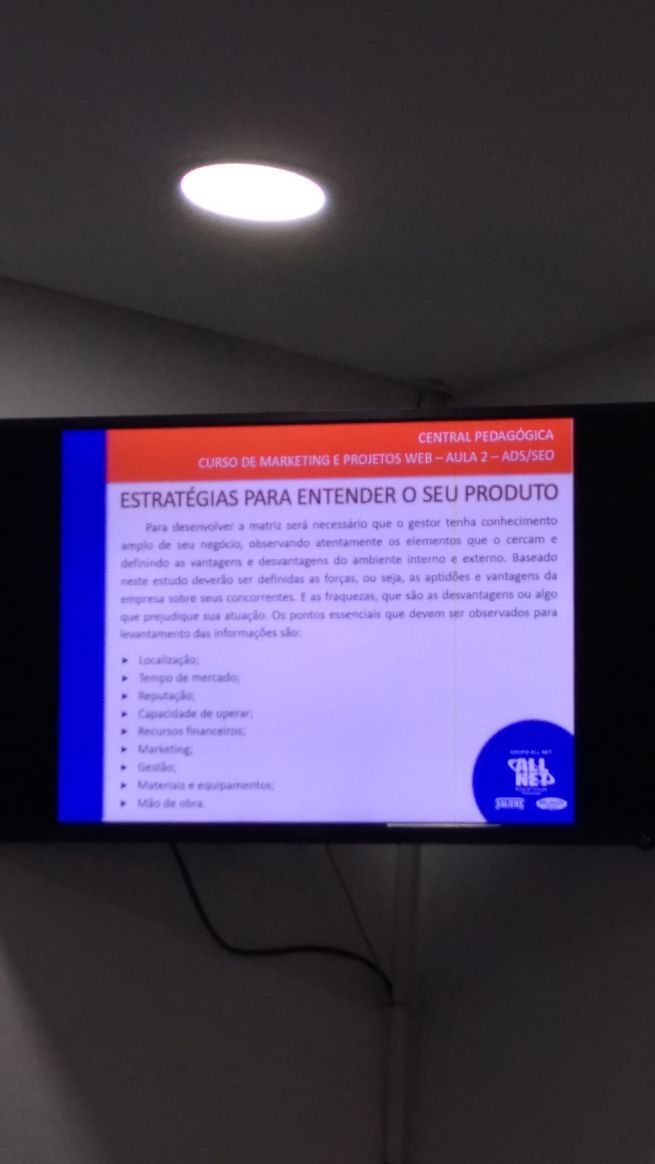 CENTRAL PEDAGÓGICA
CURSO DE MARKETING E PROJETOS WEB – AULA 2 – ADS/SEO
ESTRATÉGIAS PARA ENTENDER O SEU PRODUTO
Para desenvolver a matriz será necessário que o gestor tenha conhecimento
amplo de seu negócio, observando atentamente os elementos que o cercam e
definindo as vantagens e desvantagens do ambiente interno e externo. Baseado
neste estudo deverão ser definidas as forças, ou seja, as aptidões e vantagens da
empresa sobre seus concorrentes. E as fraquezas, que são as desvantagens ou algo
que prejudique sua atuação. Os pontos essenciais que devem ser observados para
levantamento das informações são:
➤ Localização;
➤ Tempo de mercado;
➤ Reputação;
➤ Capacidade de operar;
➤ Recursos financeiros;
➤ Marketing;
➤ Gestão;
➤ Materiais e equipamentos;
➤ Mão de obra.
GRUPO ALL NET
ALL
NET